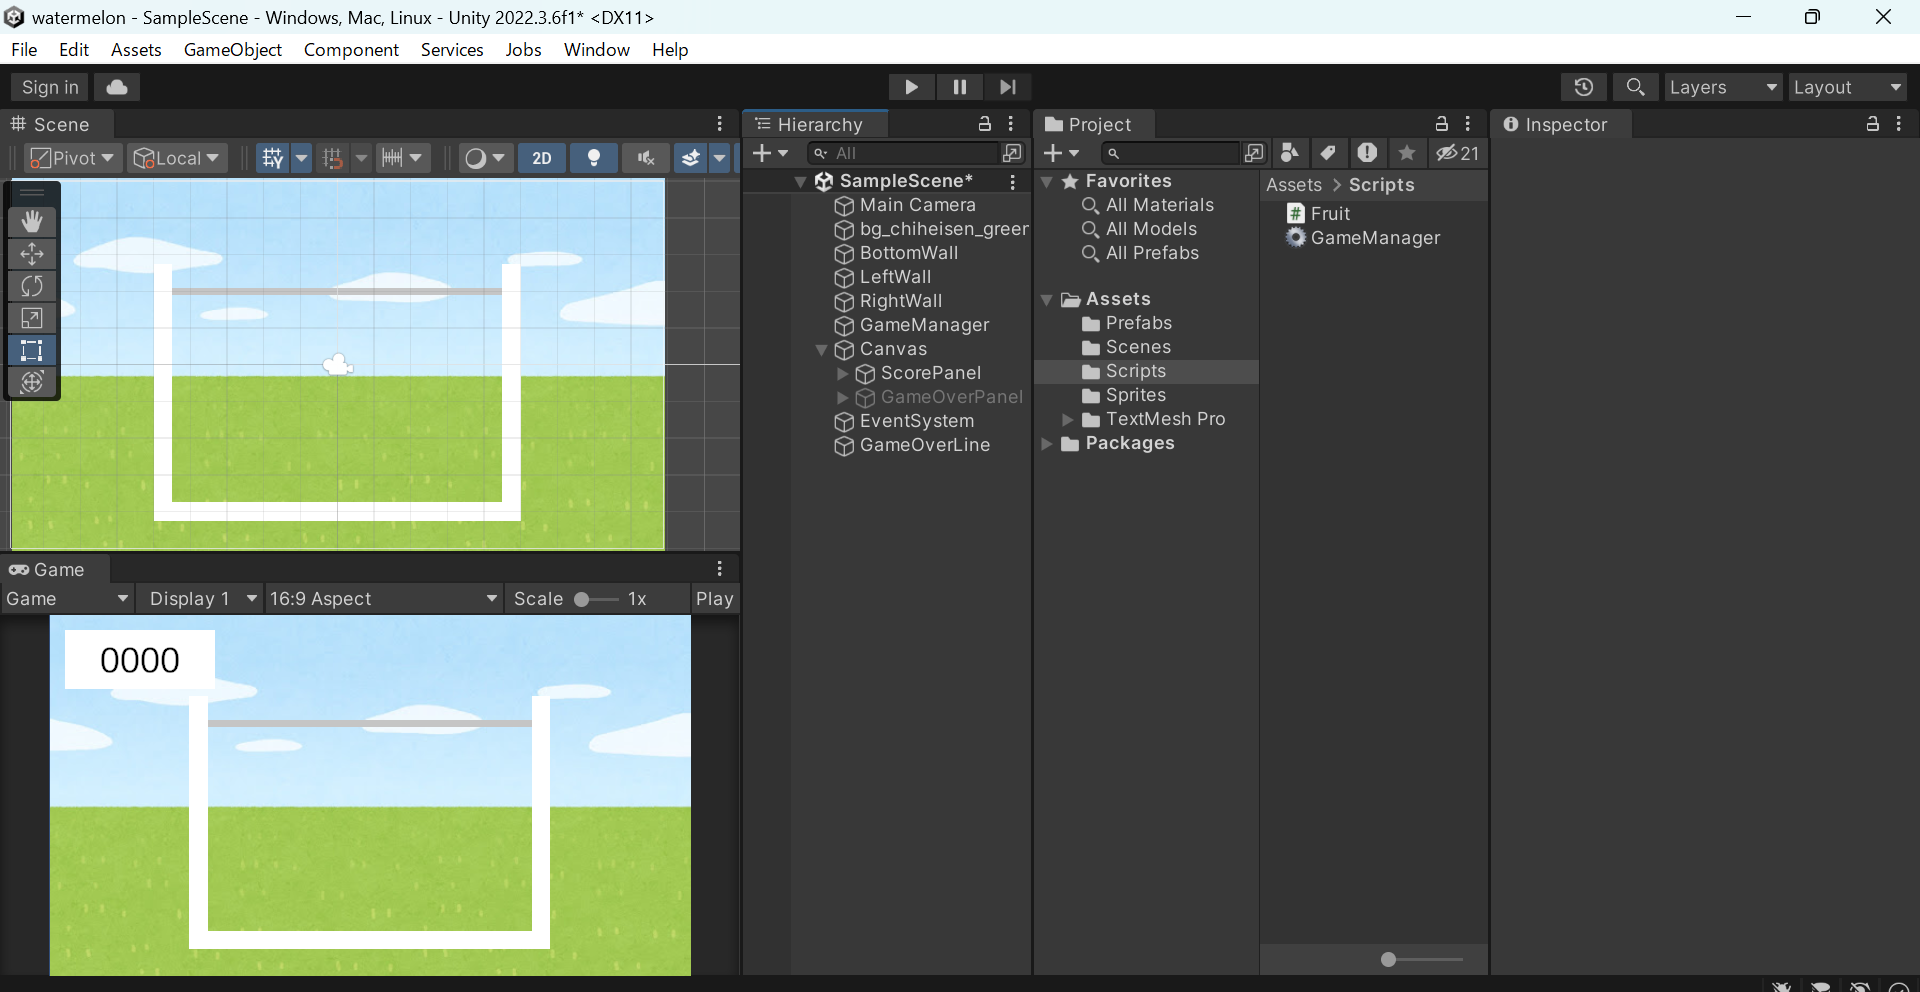 watermelon - SampleScene - Windows, Mac, Linux - Unity 2022.3.6f1* <DX11>
File Edit Assets GameObject Component Services Jobs Window Help
Sign in Layers Layout
Scene
Pivot Local 2D
Game
Game Display 1 16:9 Aspect Scale 1x Play
0000
Hierarchy
All
SampleScene*
Main Camera
bg_chiheisen_green
BottomWall
LeftWall
RightWall
GameManager
Canvas
ScorePanel
GameOverPanel
EventSystem
GameOverLine
Project
21
Favorites
All Materials
All Models
All Prefabs
Assets
Prefabs
Scenes
Scripts
Sprites
TextMesh Pro
Packages
Assets > Scripts
Fruit
GameManager
Inspector